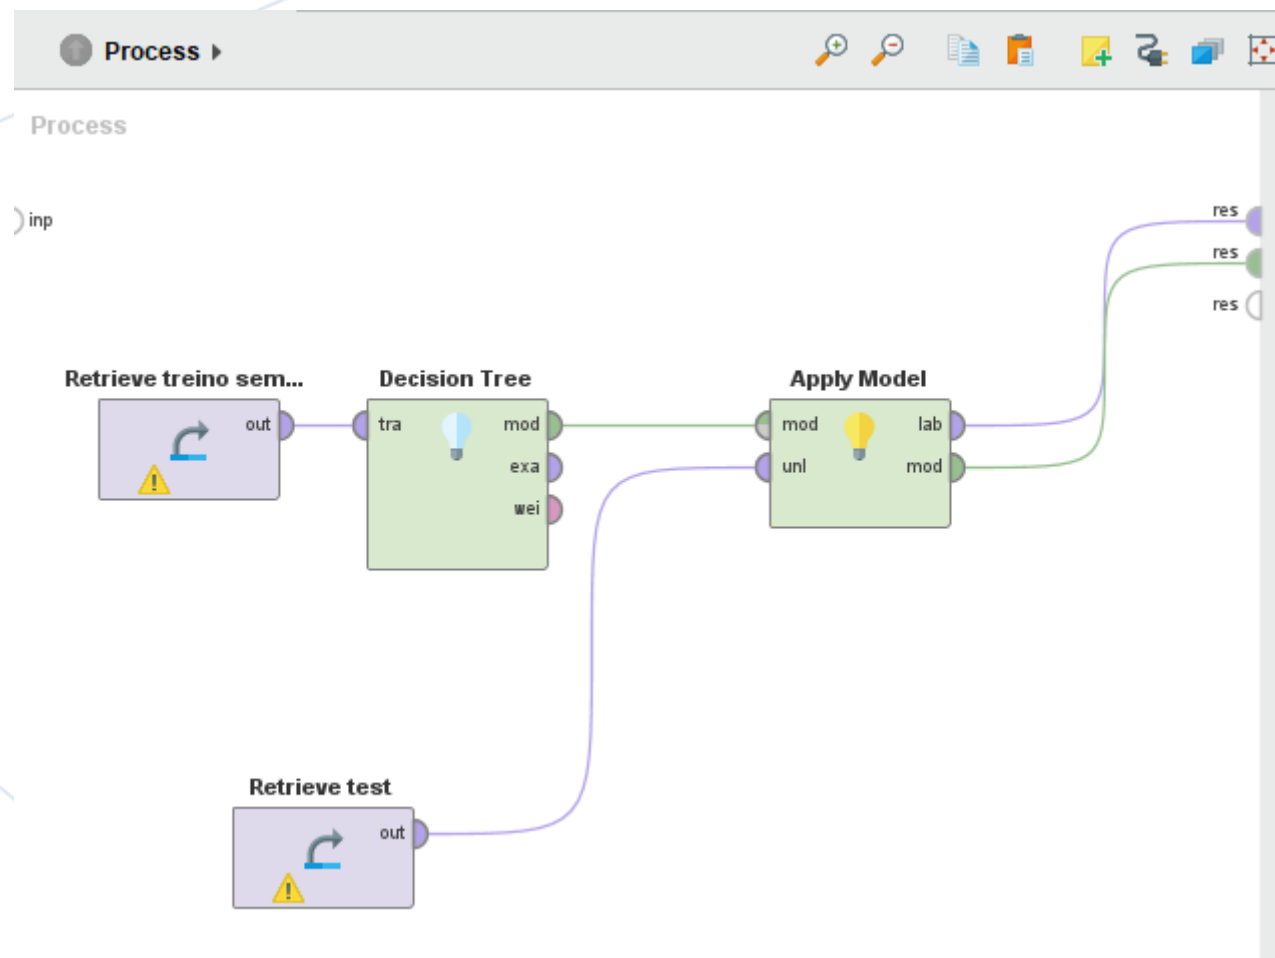 Process
Process
inp
res
res
res
Retrieve treino sem...
Decision Tree
Apply Model
out
tra
mod
exa
wei
mod
unl
lab
mod
Retrieve test
out